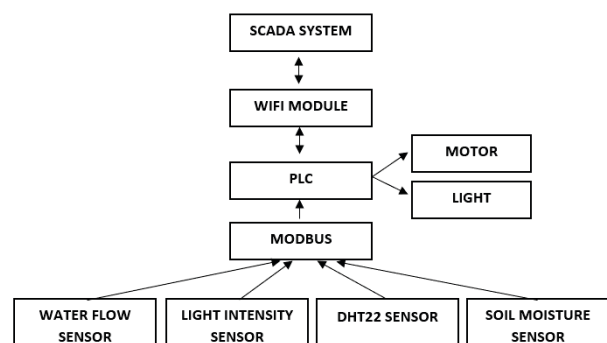 SCADA SYSTEM
WIFI MODULE
MOTOR
PLC
LIGHT
MODBUS
WATER FLOW
SENSOR
LIGHT INTENSITY
SENSOR
DHT22 SENSOR
SOIL MOISTURE
SENSOR